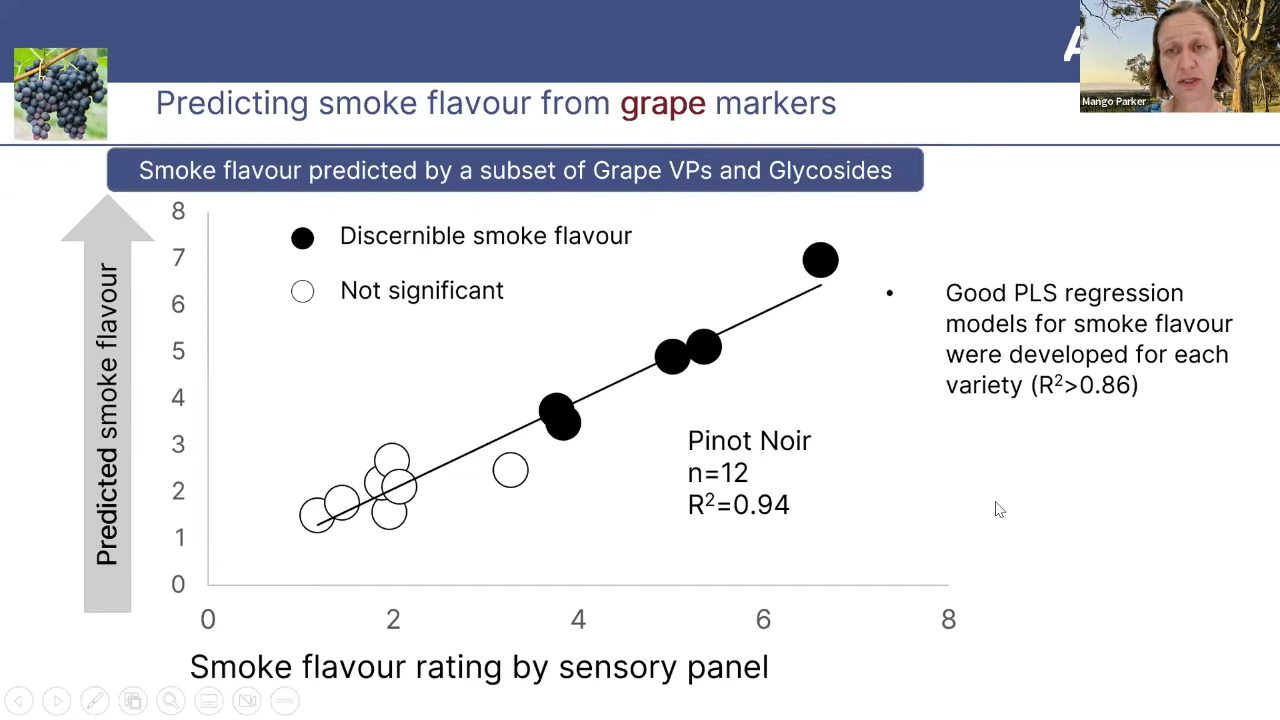 A
Mango Parker
Predicting smoke flavour from grape markers
Smoke flavour predicted by a subset of Grape VPs and Glycosides
Predicted smoke flavour
8
7
6
5
4
3
2
1
0
Discernible smoke flavour
Not significant
Pinot Noir
n=12
R²=0.94
0 2 4 6 8
Smoke flavour rating by sensory panel
• Good PLS regression
models for smoke flavour
were developed for each
variety (R²>0.86)